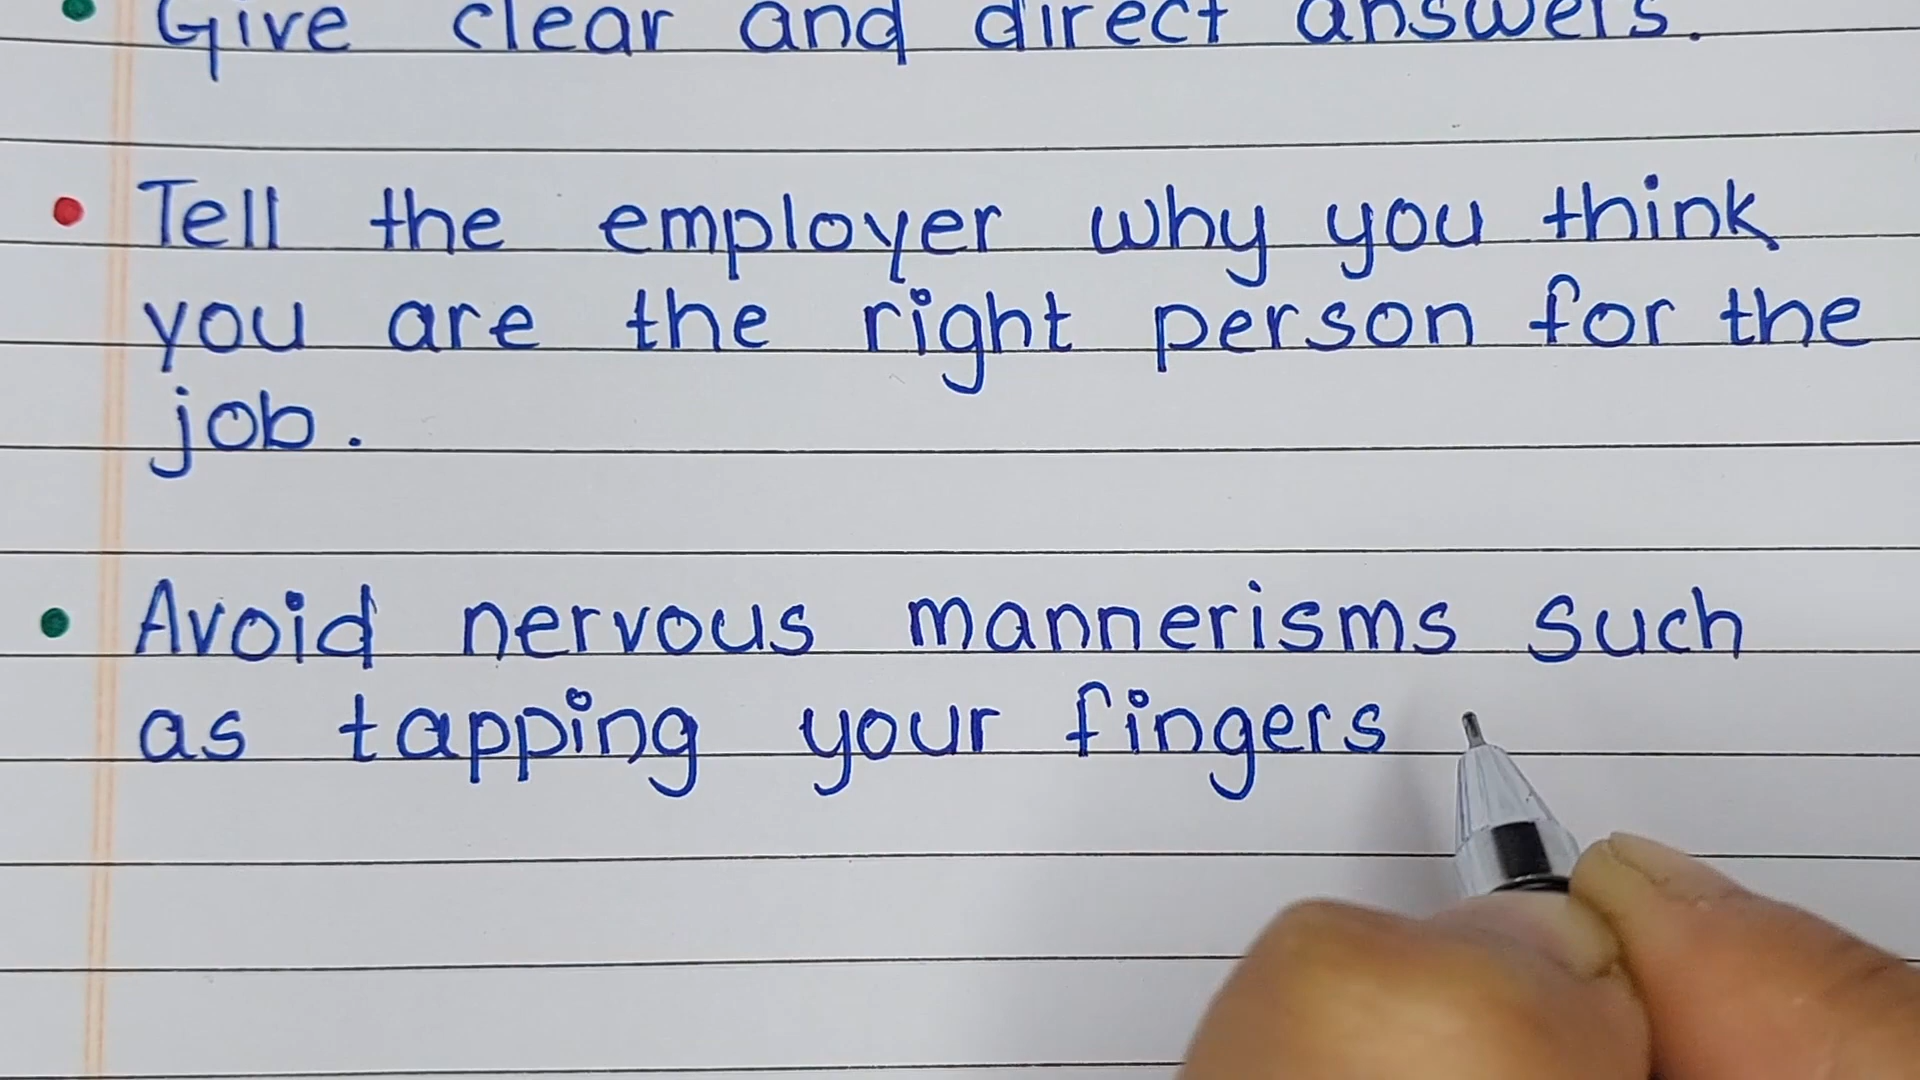 • Give clear and direct answers.
• Tell the employer why you think
you are the right person for the
job.
• Avoid nervous mannerisms such
as tapping your fingers